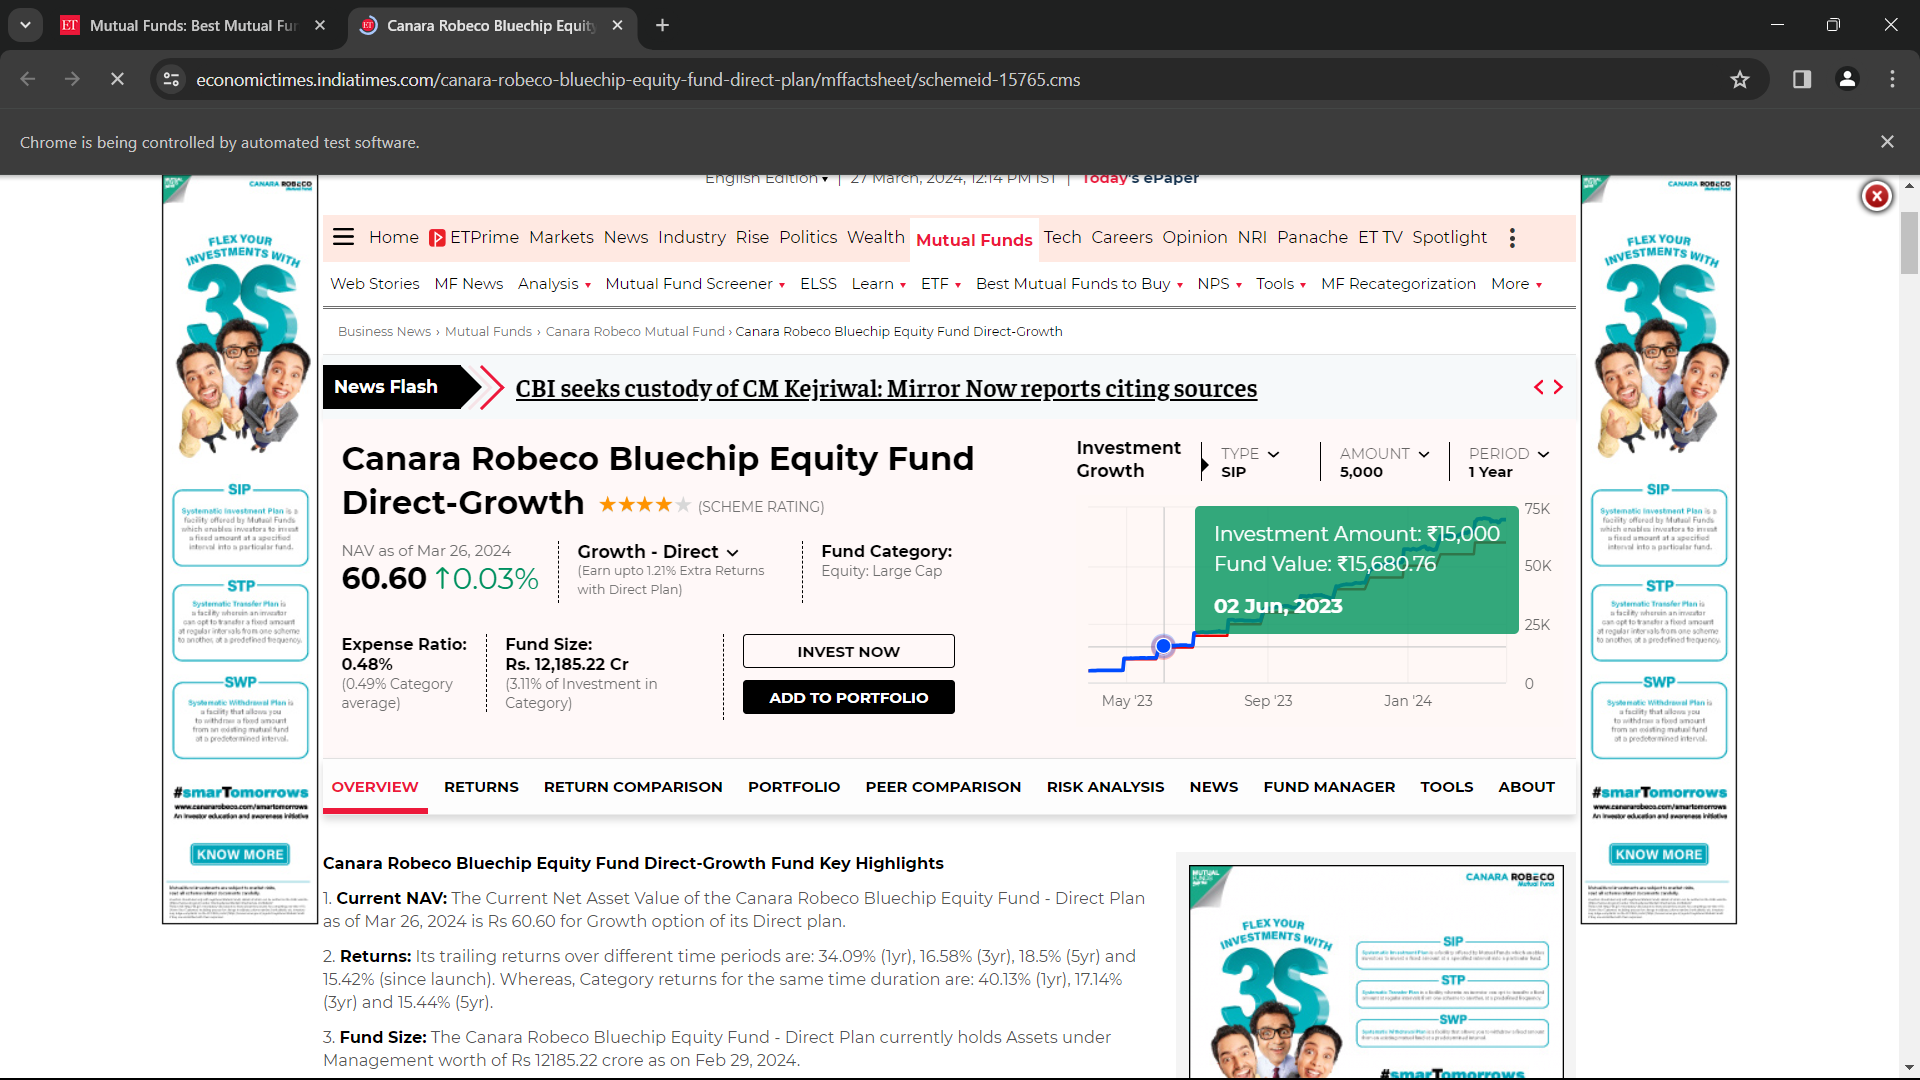 Mutual Funds: Best Mutual Fun
Canara Robeco Bluechip Equity
economictimes.indiatimes.com/canara-robeco-bluechip-equity-fund-direct-plan/mffactsheet/schemeid-15765.cms
Chrome is being controlled by automated test software.
English Edition | 27 March, 2024, 12:14 PM IST | Today's ePaper
Home ETPrime Markets News Industry Rise Politics Wealth Mutual Funds Tech Careers Opinion NRI Panache ET TV Spotlight
Web Stories MF News Analysis Mutual Fund Screener ELSS Learn ETF Best Mutual Funds to Buy NPS Tools MF Recategorization More
Business News › Mutual Funds › Canara Robeco Mutual Fund › Canara Robeco Bluechip Equity Fund Direct-Growth
News Flash
CBI seeks custody of CM Kejriwal: Mirror Now reports citing sources
Canara Robeco Bluechip Equity Fund
Direct-Growth (SCHEME RATING)
NAV as of Mar 26, 2024
60.60 ↑0.03%
Growth - Direct
(Earn upto 1.21% Extra Returns
with Direct Plan)
Fund Category:
Equity: Large Cap
Expense Ratio:
0.48%
(0.49% Category
average)
Fund Size:
Rs. 12,185.22 Cr
(3.11% of Investment in
Category)
INVEST NOW
ADD TO PORTFOLIO
Investment
Growth
TYPE
SIP
AMOUNT
5,000
PERIOD
1 Year
Investment Amount: ₹15,000
Fund Value: ₹15,680.76
02 Jun, 2023
75K
50K
25K
0
May '23
Sep '23
Jan '24
OVERVIEW RETURNS RETURN COMPARISON PORTFOLIO PEER COMPARISON RISK ANALYSIS NEWS FUND MANAGER TOOLS ABOUT
Canara Robeco Bluechip Equity Fund Direct-Growth Fund Key Highlights
1. Current NAV: The Current Net Asset Value of the Canara Robeco Bluechip Equity Fund - Direct Plan
as of Mar 26, 2024 is Rs 60.60 for Growth option of its Direct plan.
2. Returns: Its trailing returns over different time periods are: 34.09% (1yr), 16.58% (3yr), 18.5% (5yr) and
15.42% (since launch). Whereas, Category returns for the same time duration are: 40.13% (1yr), 17.14%
(3yr) and 15.44% (5yr).
3. Fund Size: The Canara Robeco Bluechip Equity Fund - Direct Plan currently holds Assets under
Management worth of Rs 12185.22 crore as on Feb 29, 2024.
CANARA ROBECO
Mutual Fund
FLEX YOUR
INVESTMENTS WITH
3S
SIP
Systematic Investment Plan is a
facility offered by Mutual Funds
which enables investors to invest
a fixed amount at a specified
interval into a particular fund.
STP
Systematic Transfer Plan is
a facility wherein an investor
can opt to transfer a fixed amount
at regular intervals from one scheme
to another, at a predefined frequency.
SWP
Systematic Withdrawal Plan is
a facility that allows you
to withdraw a fixed amount
from an existing mutual fund
at a predetermined interval.
#smarTomorrows
www.canararobeco.com/smartomorrows
An investor education and awareness initiative
KNOW MORE
CANARA ROBECO
Mutual Fund
FLEX YOUR
INVESTMENTS WITH
3S
SIP
Systematic Investment Plan is a
facility offered by Mutual Funds
which enables investors to invest
a fixed amount at a specified
interval into a particular fund.
STP
Systematic Transfer Plan is
a facility wherein an investor
can opt to transfer a fixed amount
at regular intervals from one scheme
to another, at a predefined frequency.
SWP
Systematic Withdrawal Plan is
a facility that allows you
to withdraw a fixed amount
from an existing mutual fund
at a predetermined interval.
#smarTomorrows
www.canararobeco.com/smartomorrows
An investor education and awareness initiative
KNOW MORE
MUTUAL
FUNDS
CANARA ROBECO
Mutual Fund
FLEX YOUR
INVESTMENTS WITH
3S
SIP
STP
SWP
#smarTomorrows